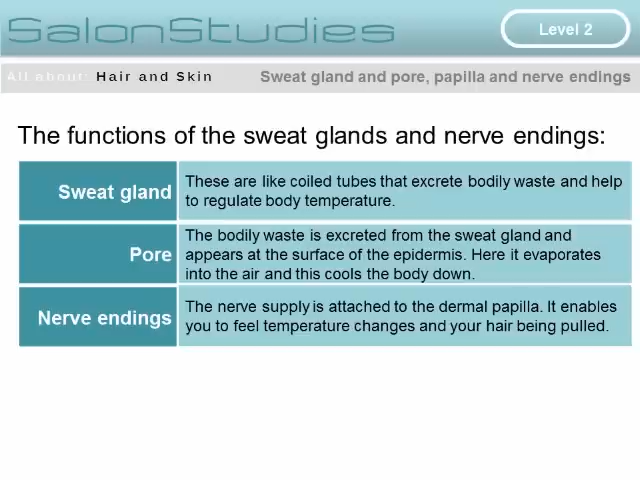 SalonStudies
Level 2
All about: Hair and Skin
Sweat gland and pore, papilla and nerve endings
The functions of the sweat glands and nerve endings:
Sweat gland
These are like coiled tubes that excrete bodily waste and help
to regulate body temperature.
Pore
The bodily waste is excreted from the sweat gland and
appears at the surface of the epidermis. Here it evaporates
into the air and this cools the body down.
Nerve endings
The nerve supply is attached to the dermal papilla. It enables
you to feel temperature changes and your hair being pulled.